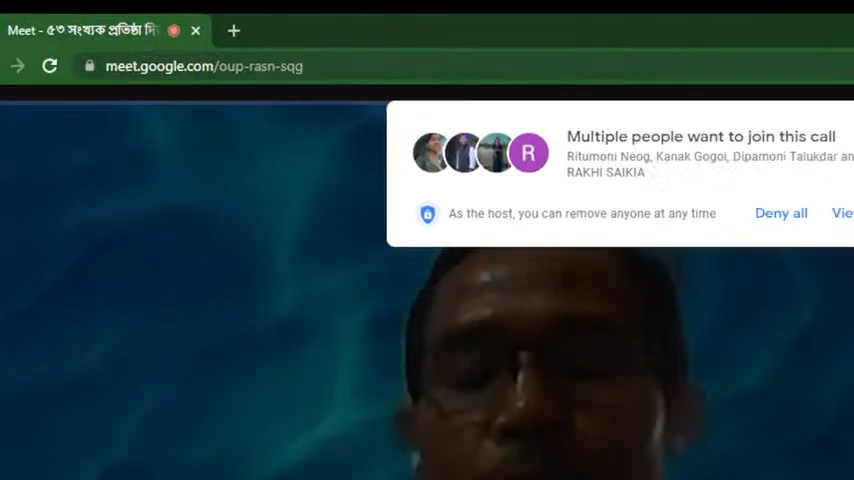 Meet - ৫৩ সংখ্যক প্ৰতিষ্ঠা দি
meet.google.com/oup-rasn-sqg
Multiple people want to join this call
Ritumoni Neog, Kanak Gogoi, Dipamoni Talukdar an
RAKHI SAIKIA
R
As the host, you can remove anyone at any time
Deny all
Vie